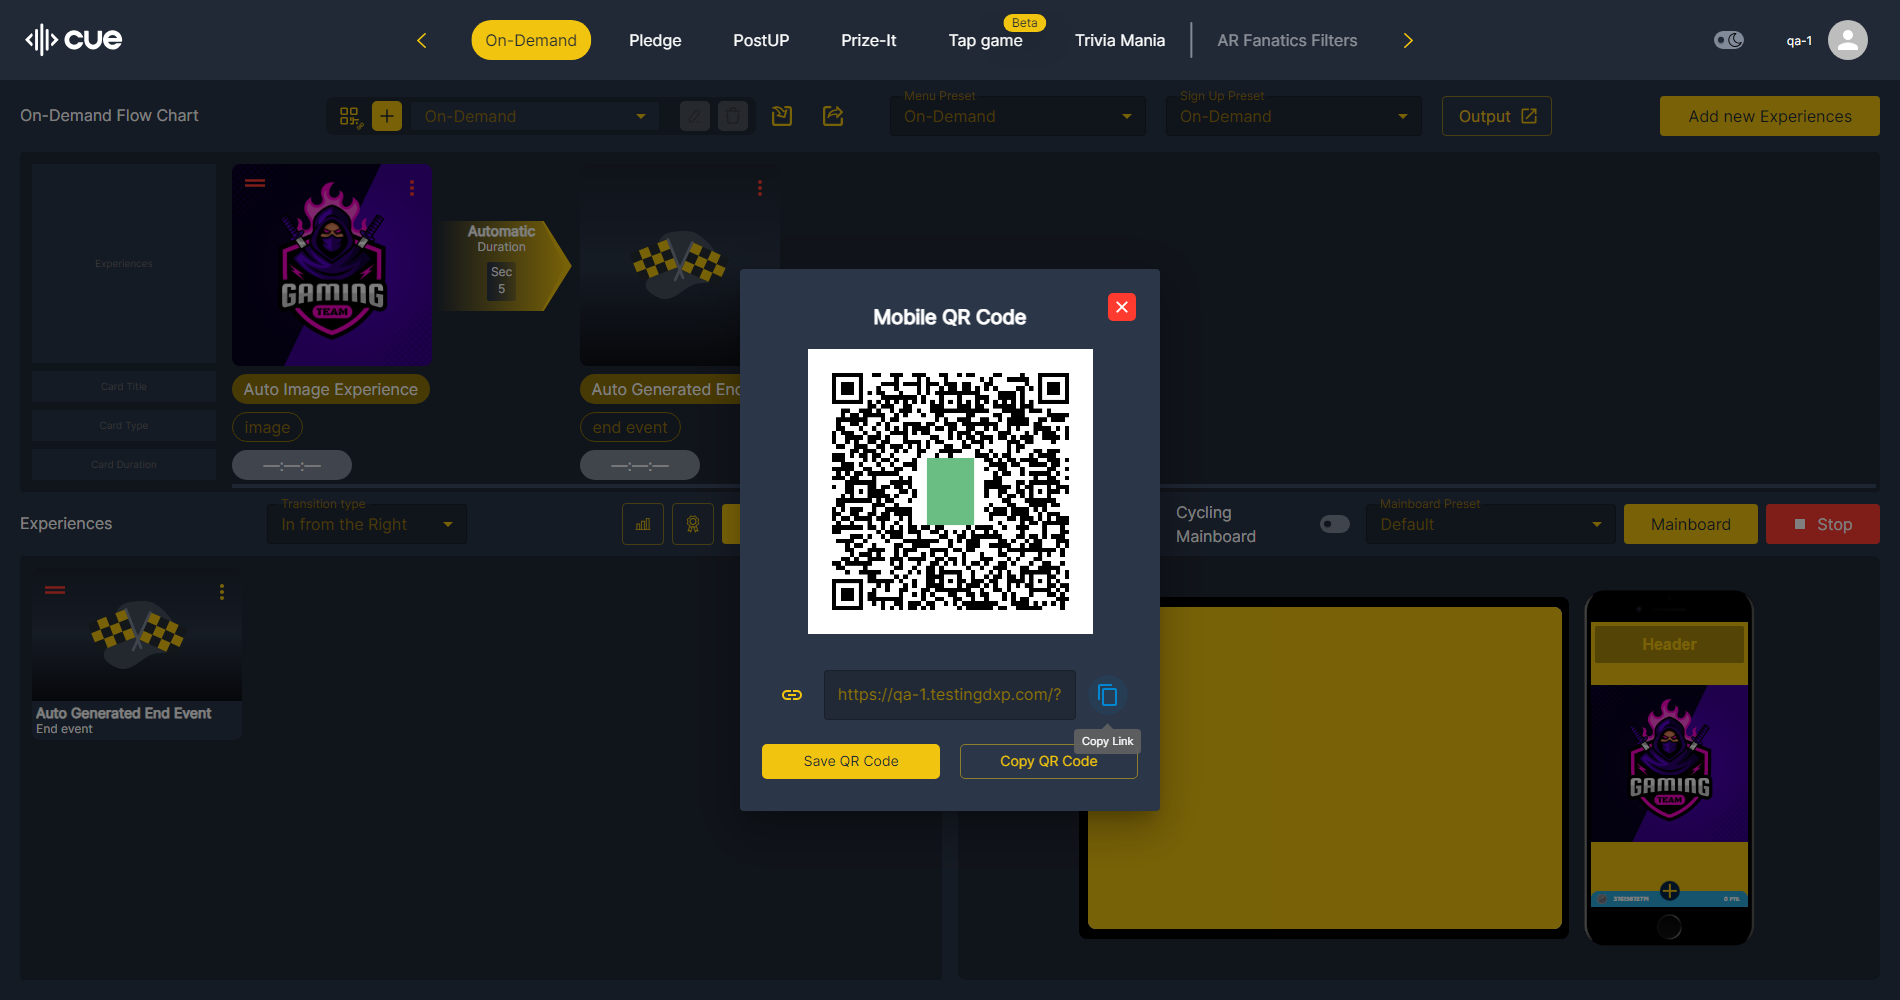 cue
On-Demand
Pledge
PostUP
Prize-It
Beta
Tap game
Trivia Mania
AR Fanatics Filters
qa-1
On-Demand Flow Chart
On-Demand
Menu Preset
On-Demand
Sign Up Preset
On-Demand
Output
Add new Experiences
Experiences
Card Title
Card Type
Card Duration
GAMING
TEAM
Automatic
Duration
Sec
5
Auto Image Experience
image
—:—:—
Auto Generated End
end event
—:—:—
Mobile QR Code
https://qa-1.testingdxp.com/?
Copy Link
Save QR Code
Copy QR Code
Experiences
Transition type
In from the Right
Cycling
Mainboard
Mainboard Preset
Default
Mainboard
Stop
Auto Generated End Event
End event
Header
GAMING
TEAM
0 PTS.